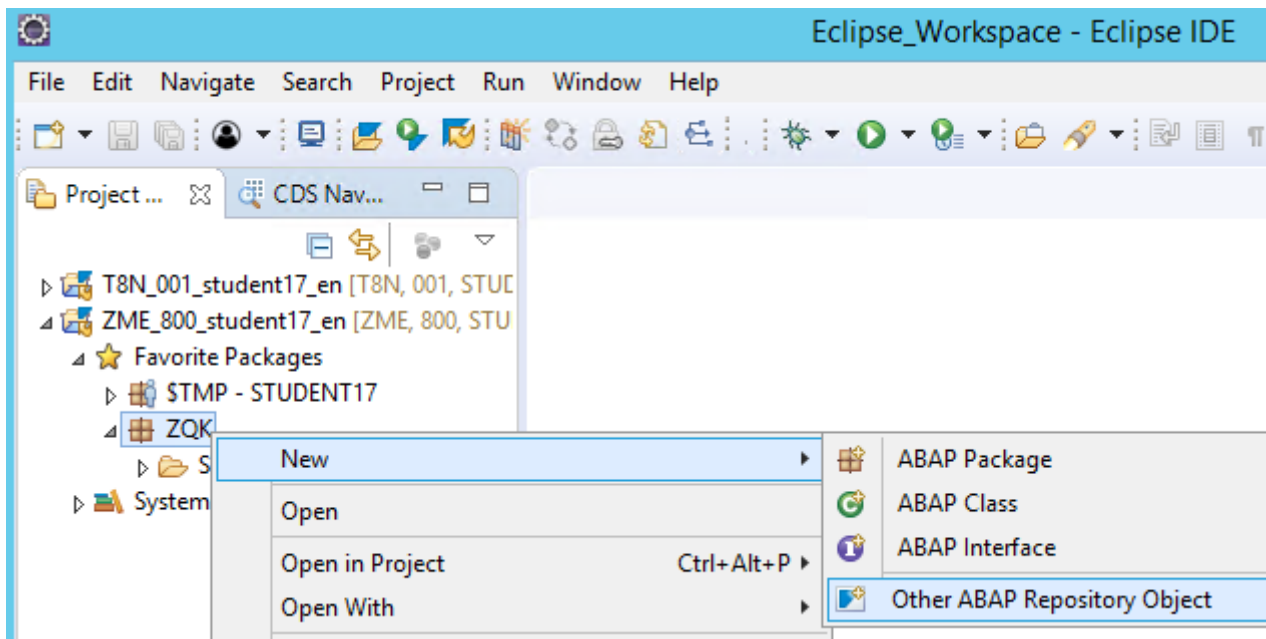 Eclipse_Workspace - Eclipse IDE
File Edit Navigate Search Project Run Window Help
Project ... CDS Nav...
T8N_001_student17_en [T8N, 001, STUD
ZME_800_student17_en [ZME, 800, STU
Favorite Packages
$TMP - STUDENT17
ZQK
S
System
New
Open
Open in Project Ctrl+Alt+P
Open With
ABAP Package
ABAP Class
ABAP Interface
Other ABAP Repository Object